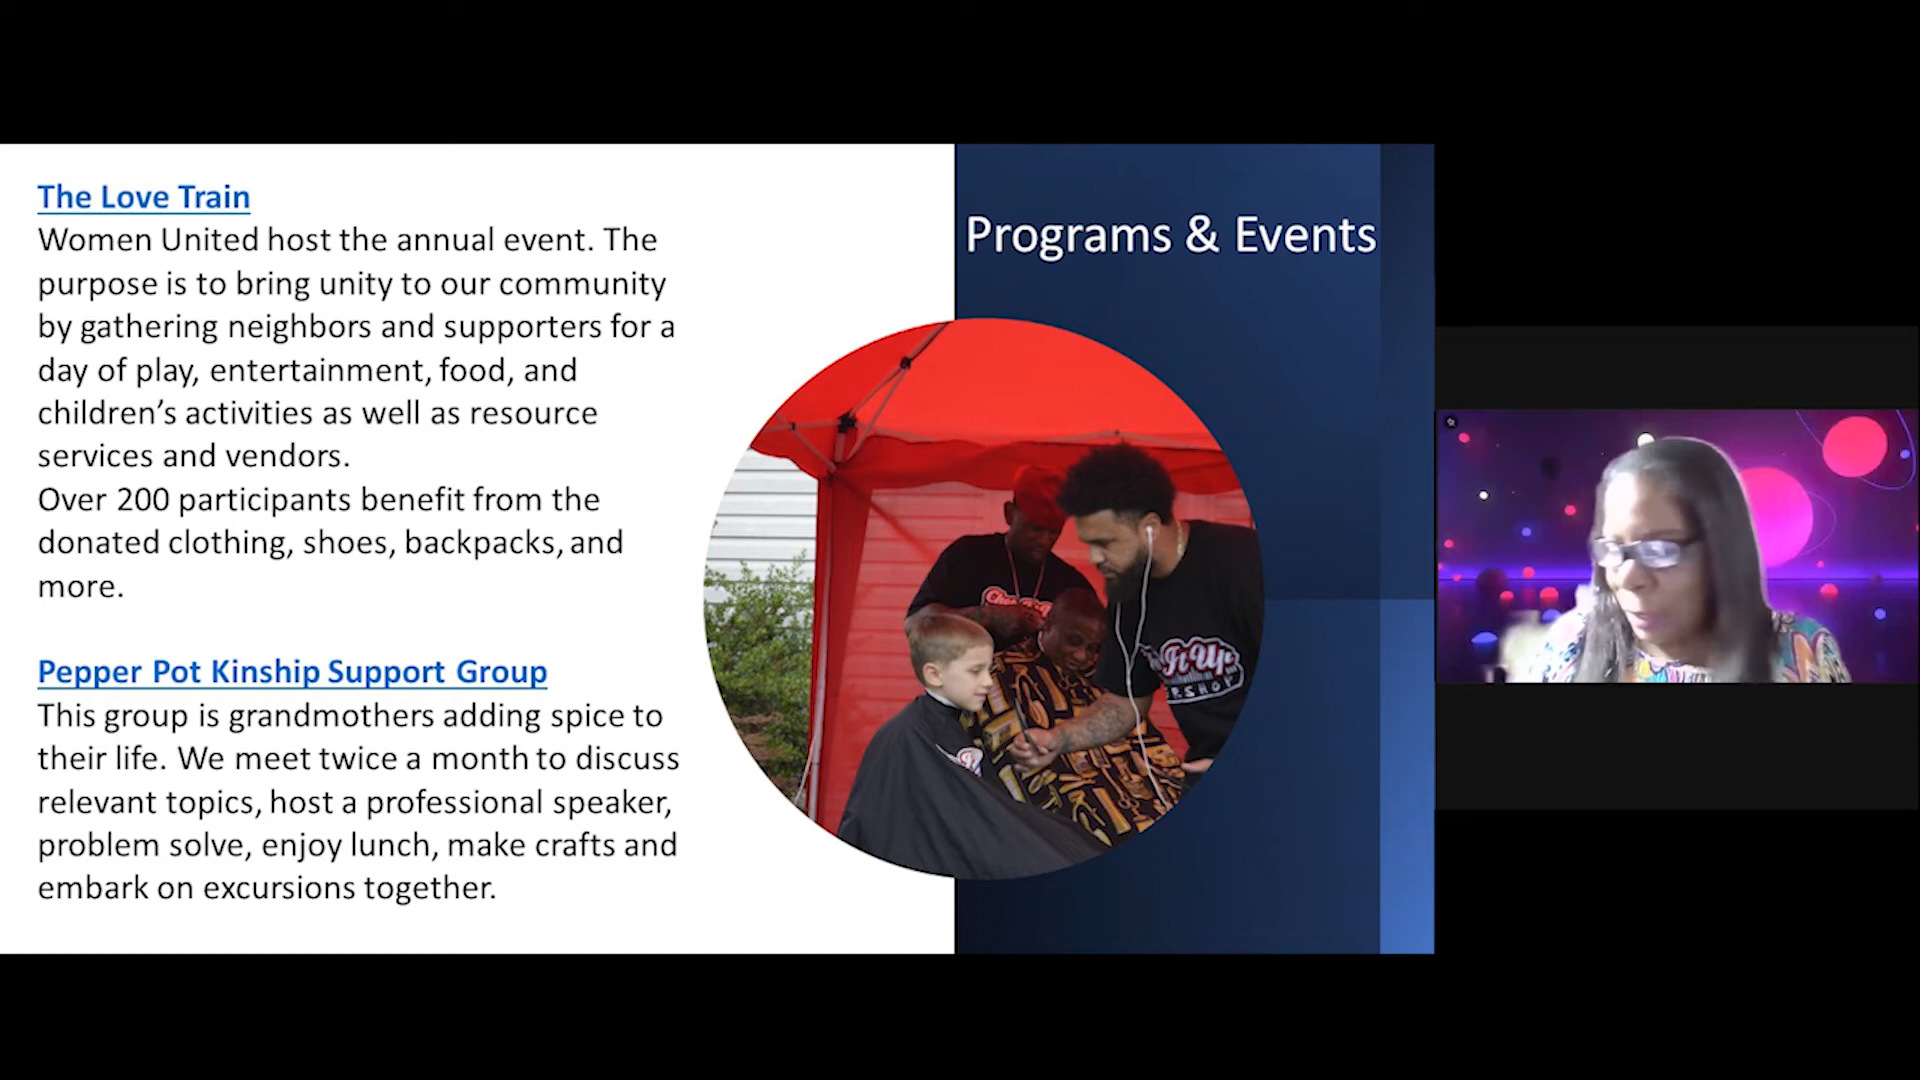 The Love Train
Women United host the annual event. The
purpose is to bring unity to our community
by gathering neighbors and supporters for a
day of play, entertainment, food, and
children’s activities as well as resource
services and vendors.
Over 200 participants benefit from the
donated clothing, shoes, backpacks, and
more.
Pepper Pot Kinship Support Group
This group is grandmothers adding spice to
their life. We meet twice a month to discuss
relevant topics, host a professional speaker,
problem solve, enjoy lunch, make crafts and
embark on excursions together.
Programs & Events
It Up